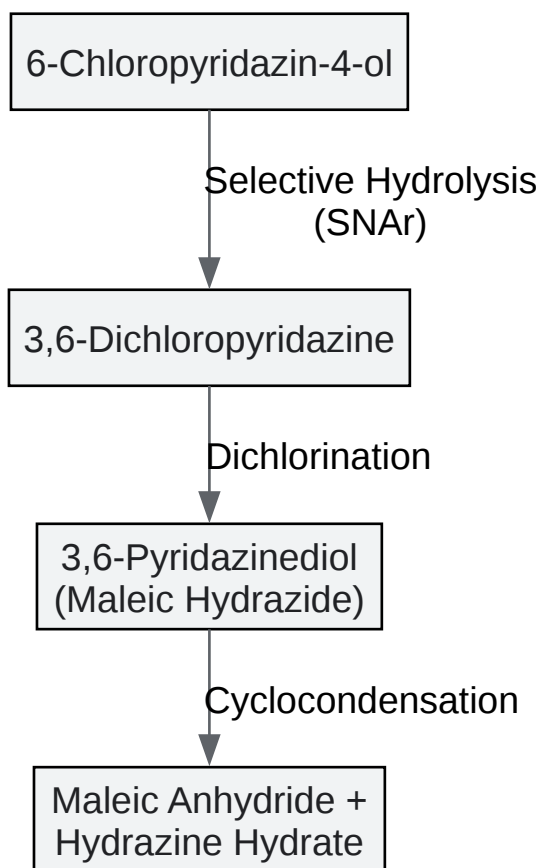 6-Chloropyridazin-4-ol
Selective Hydrolysis
(SNAr)
3,6-Dichloropyridazine
Dichlorination
3,6-Pyridazinediol
(Maleic Hydrazide)
Cyclocondensation
Maleic Anhydride +
Hydrazine Hydrate